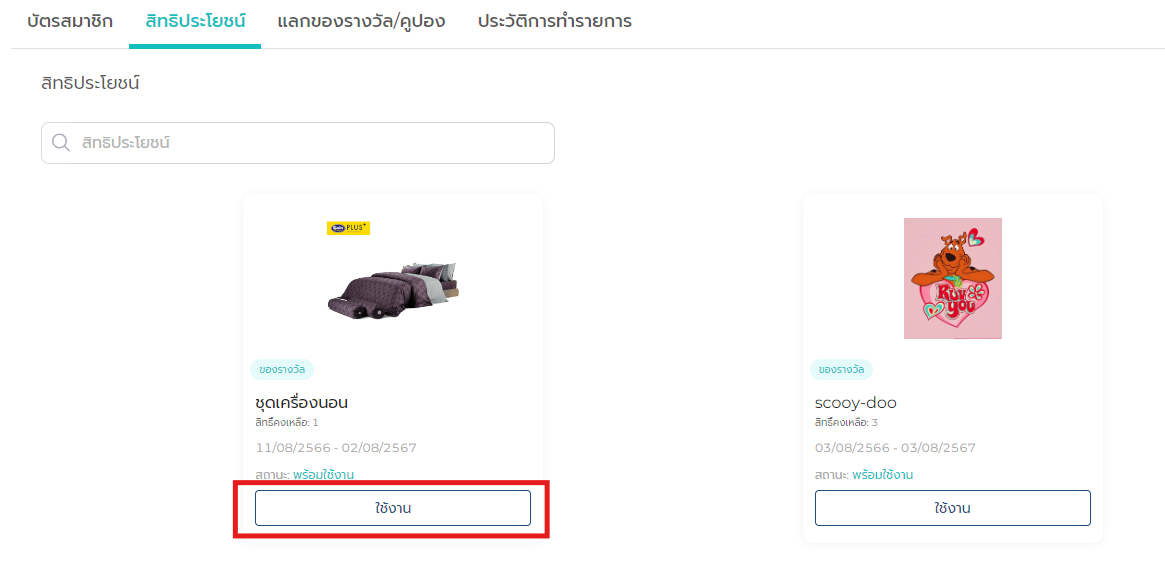 บัตรสมาชิก สิทธิประโยชน์ แลกของรางวัล/คูปอง ประวัติการทำรายการ
สิทธิประโยชน์
สิทธิประโยชน์
PLUS+
RUV
YOU
ของรางวัล
ชุดเครื่องนอน
สิทธิ์คงเหลือ: 1
11/08/2566 - 02/08/2567
สถานะ: พร้อมใช้งาน
ใช้งาน
ของรางวัล
scooy-doo
สิทธิ์คงเหลือ: 3
03/08/2566 - 03/08/2567
สถานะ: พร้อมใช้งาน
ใช้งาน